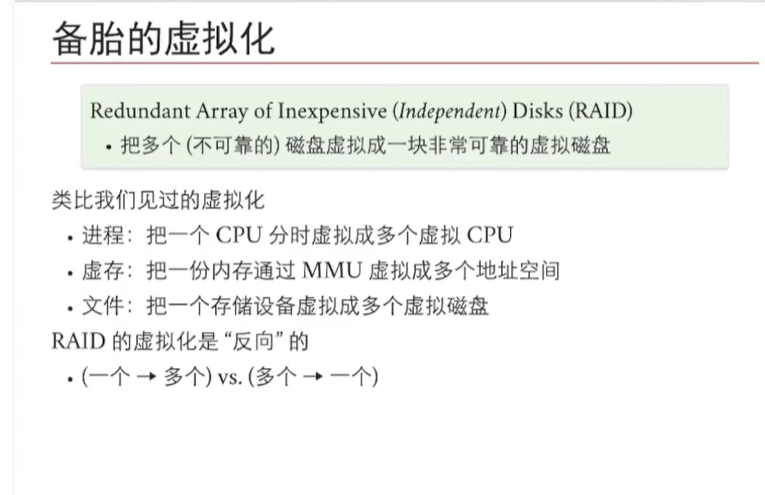 备胎的虚拟化
Redundant Array of Inexpensive (Independent) Disks (RAID)
• 把多个 (不可靠的) 磁盘虚拟成一块非常可靠的虚拟磁盘
类比我们见过的虚拟化
• 进程：把一个 CPU 分时虚拟成多个虚拟 CPU
• 虚存：把一份内存通过 MMU 虚拟成多个地址空间
• 文件：把一个存储设备虚拟成多个虚拟磁盘
RAID 的虚拟化是 “反向” 的
• (一个 → 多个) vs. (多个 → 一个)